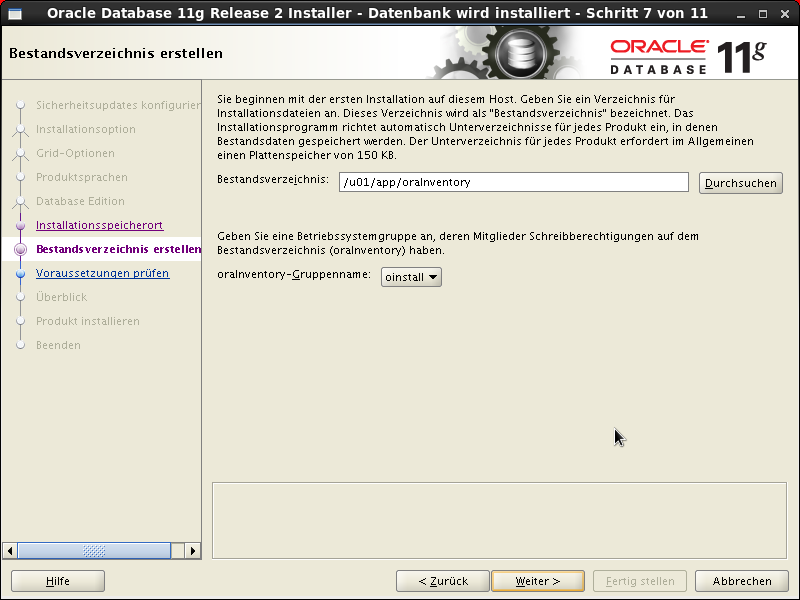 Oracle Database 11g Release 2 Installer - Datenbank wird installiert - Schritt 7 von 11
Bestandsverzeichnis erstellen
ORACLE®
DATABASE
11g
Sicherheitsupdates konfigurier
Installationsoption
Grid-Optionen
Produktsprachen
Database Edition
Installationsspeicherort
Bestandsverzeichnis erstellen
Voraussetzungen prüfen
Überblick
Produkt installieren
Beenden
Sie beginnen mit der ersten Installation auf diesem Host. Geben Sie ein Verzeichnis für
Installationsdateien an. Dieses Verzeichnis wird als "Bestandsverzeichnis" bezeichnet. Das
Installationsprogramm richtet automatisch Unterverzeichnisse für jedes Produkt ein, in denen
Bestandsdaten gespeichert werden. Der Unterverzeichnis für jedes Produkt erfordert im Allgemeinen
einen Plattenspeicher von 150 KB.
Bestandsverzeichnis: /u01/app/oraInventory Durchsuchen
Geben Sie eine Betriebssystemgruppe an, deren Mitglieder Schreibberechtigungen auf dem
Bestandsverzeichnis (oraInventory) haben.
oraInventory-Gruppenname: oinstall
Hilfe < Zurück Weiter > Fertig stellen Abbrechen